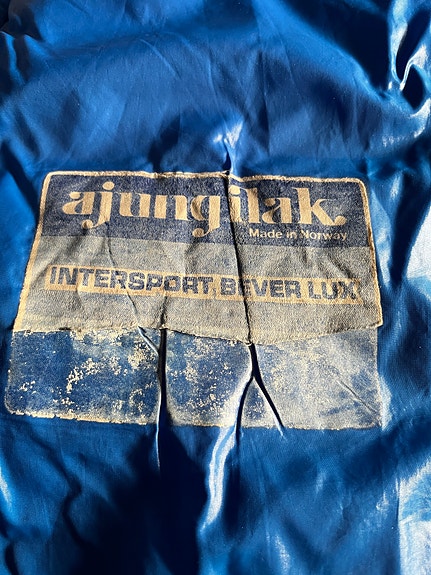 ajungilak.
Made in Norway
INTERSPORT BEVER LUX